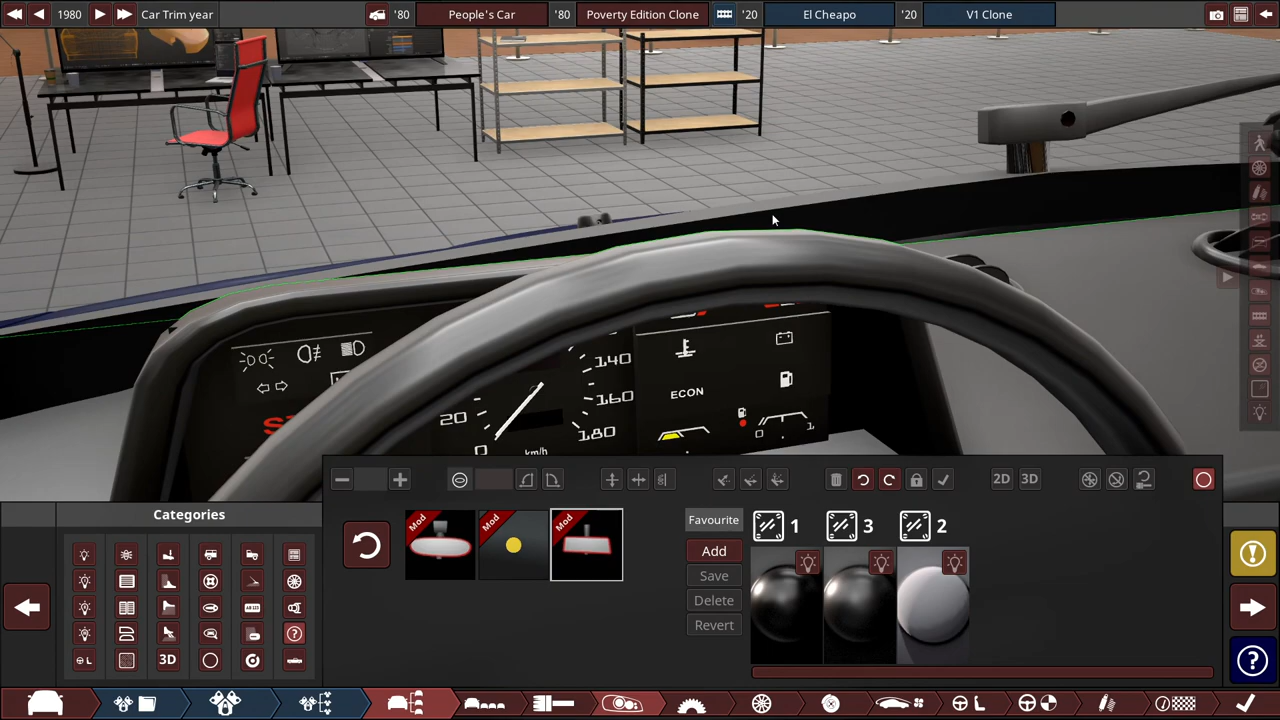 1980 Car Trim year '80 People's Car '80 Poverty Edition Clone '20 El Cheapo '20 V1 Clone
140
160
180
20
0
km/h
ECON
0 1
Categories
2D 3D
Mod Mod Mod
Favourite
Add
Save
Delete
Revert
1 3 2
L
3D
?